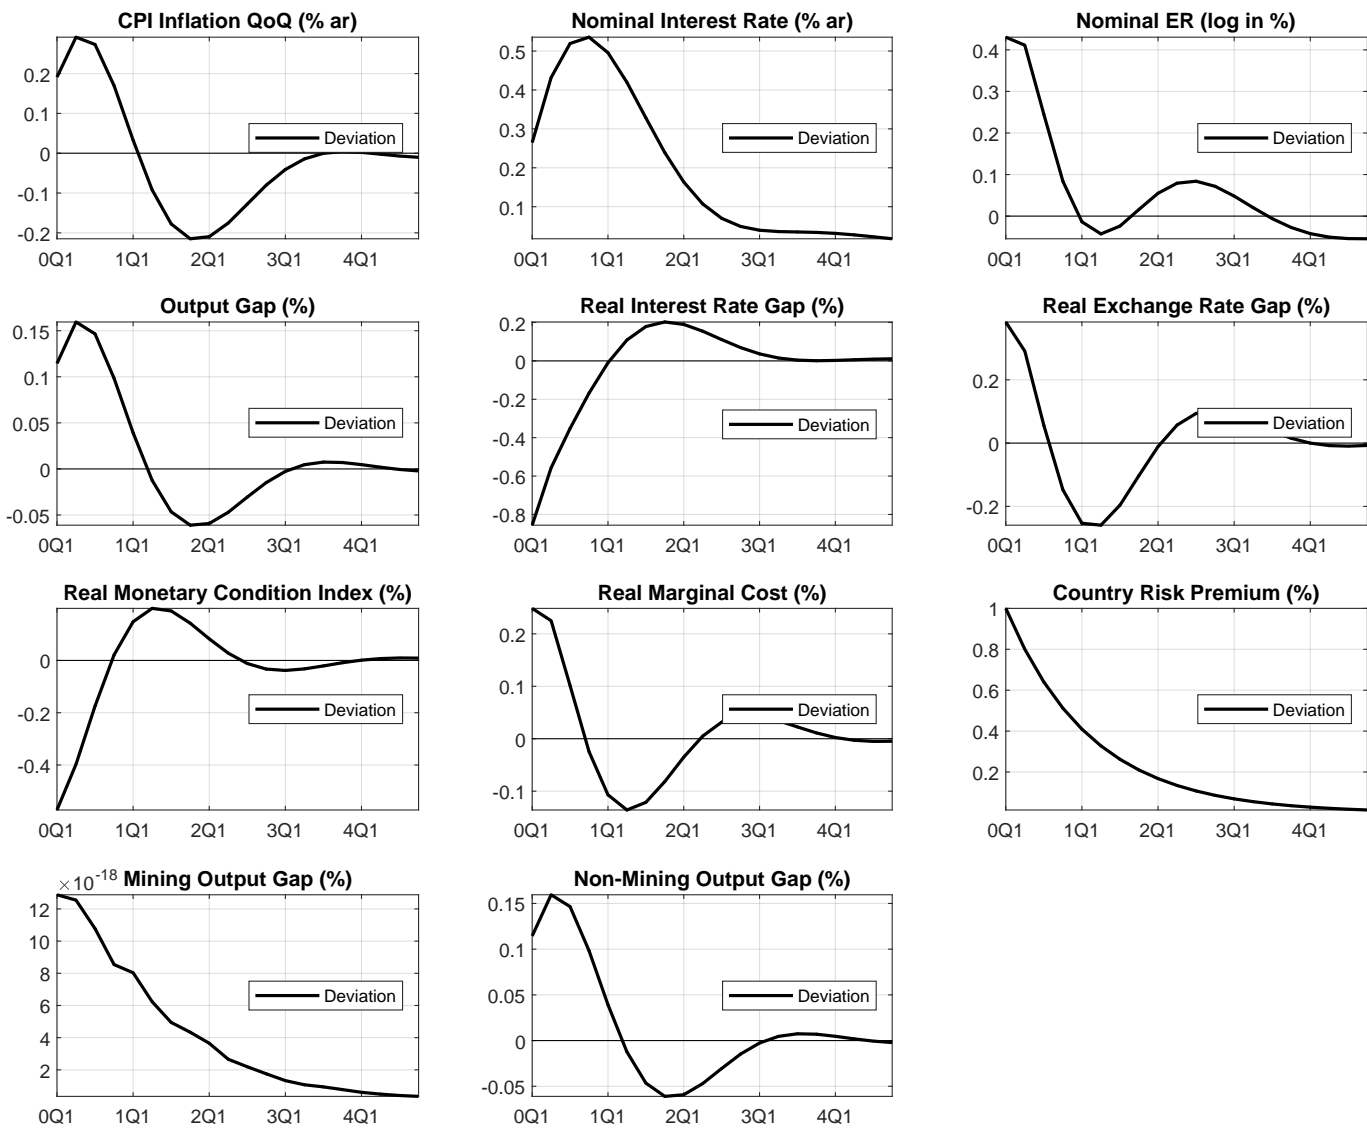 CPI Inflation QoQ (% ar)
0.2
0.1
0
-0.1
-0.2
0Q1 1Q1 2Q1 3Q1 4Q1
Deviation
Nominal Interest Rate (% ar)
0.5
0.4
0.3
0.2
0.1
0Q1 1Q1 2Q1 3Q1 4Q1
Deviation
Nominal ER (log in %)
0.4
0.3
0.2
0.1
0
0Q1 1Q1 2Q1 3Q1 4Q1
Deviation
Output Gap (%)
0.15
0.1
0.05
0
-0.05
0Q1 1Q1 2Q1 3Q1 4Q1
Deviation
Real Interest Rate Gap (%)
0.2
0
-0.2
-0.4
-0.6
-0.8
0Q1 1Q1 2Q1 3Q1 4Q1
Deviation
Real Exchange Rate Gap (%)
0.2
0
-0.2
0Q1 1Q1 2Q1 3Q1 4Q1
Deviation
Real Monetary Condition Index (%)
0
-0.2
-0.4
0Q1 1Q1 2Q1 3Q1 4Q1
Deviation
Real Marginal Cost (%)
0.2
0.1
0
-0.1
0Q1 1Q1 2Q1 3Q1 4Q1
Deviation
Country Risk Premium (%)
1
0.8
0.6
0.4
0.2
0Q1 1Q1 2Q1 3Q1 4Q1
Deviation
×10⁻¹⁸ Mining Output Gap (%)
12
10
8
6
4
2
0Q1 1Q1 2Q1 3Q1 4Q1
Deviation
Non-Mining Output Gap (%)
0.15
0.1
0.05
0
-0.05
0Q1 1Q1 2Q1 3Q1 4Q1
Deviation